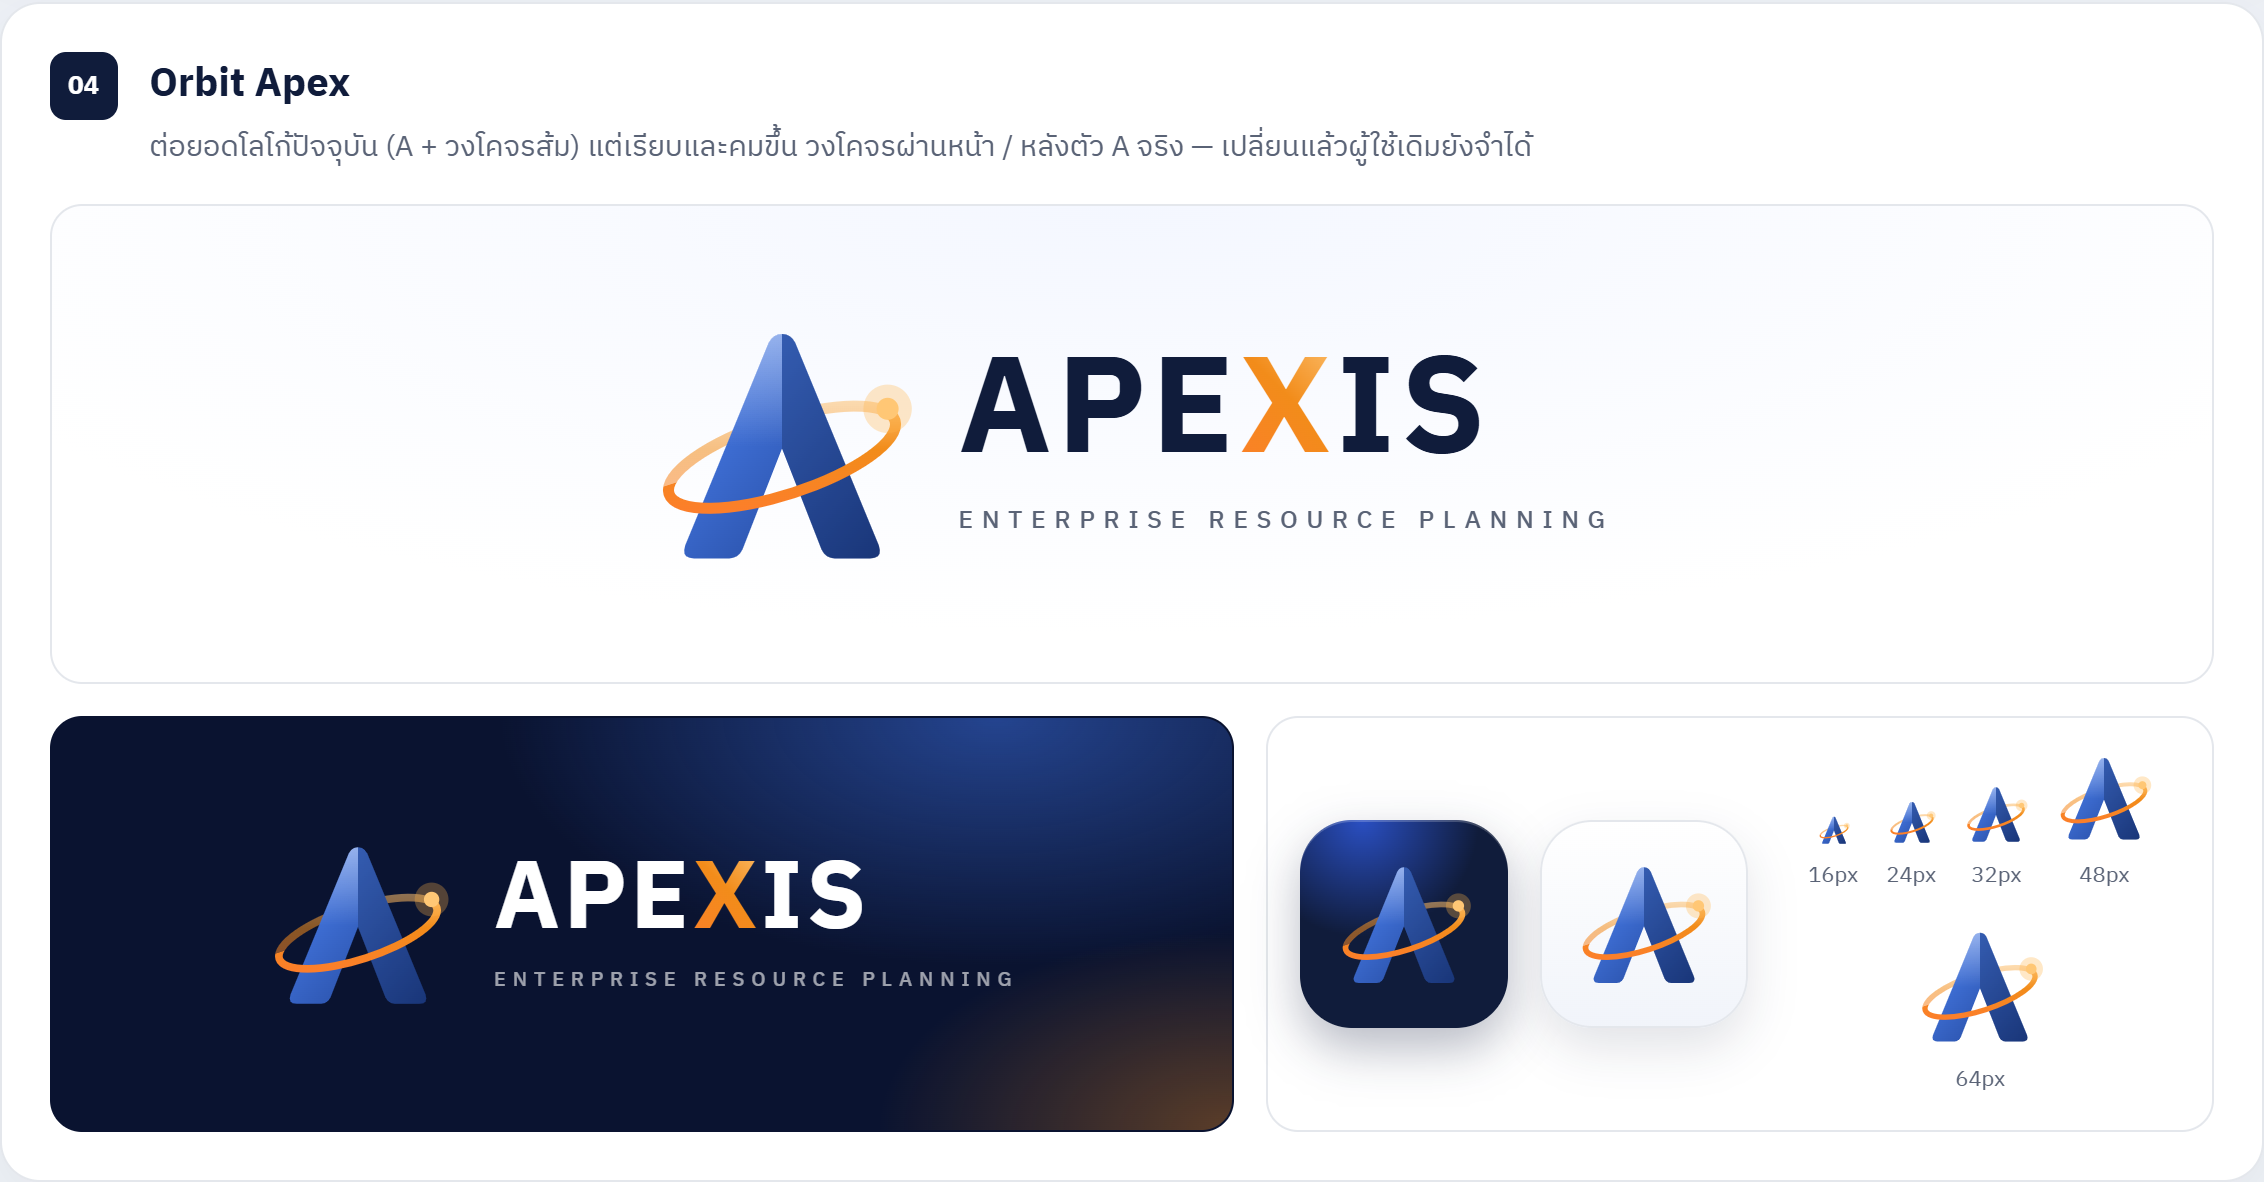 04
Orbit Apex
ต่อยอดโลโก้ปัจจุบัน (A + วงโคจรส้ม) แต่เรียบและคมขึ้น วงโคจรผ่านหน้า / หลังตัว A จริง — เปลี่ยนแล้วผู้ใช้เดิมยังจำได้
APEXIS
ENTERPRISE RESOURCE PLANNING
APEXIS
ENTERPRISE RESOURCE PLANNING
16px 24px 32px 48px
64px